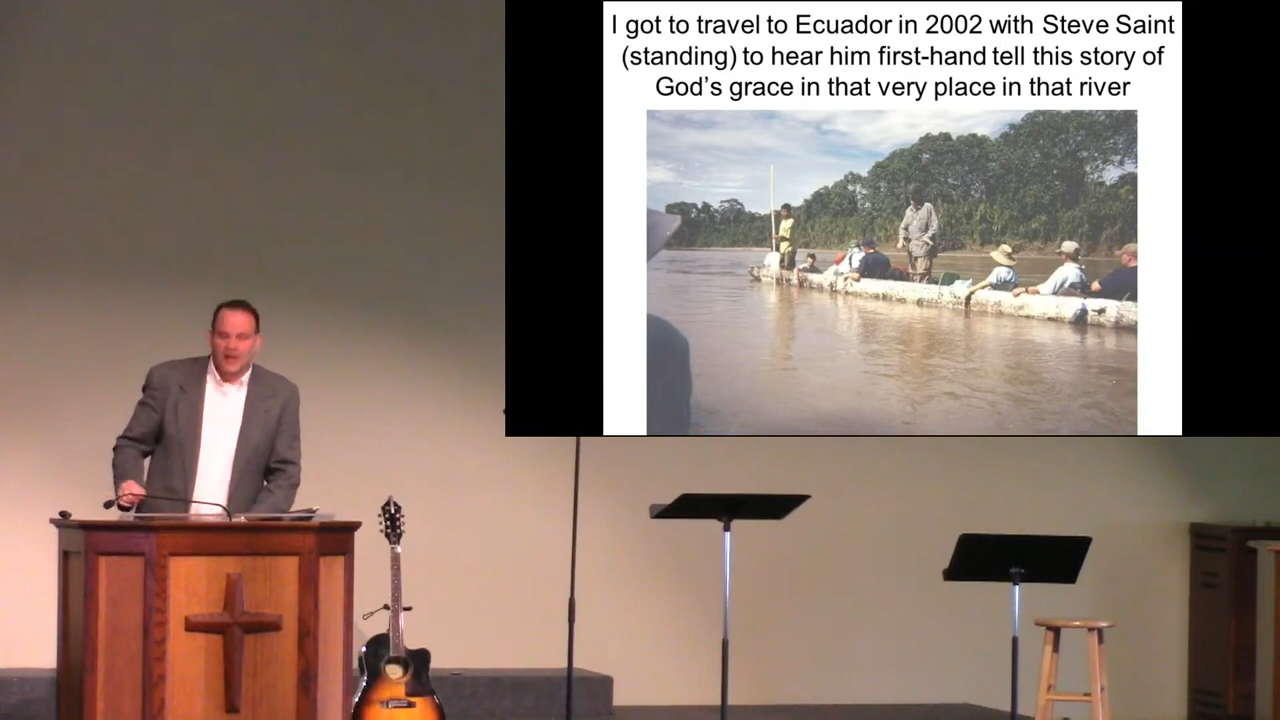 I got to travel to Ecuador in 2002 with Steve Saint
(standing) to hear him first-hand tell this story of
God's grace in that very place in that river